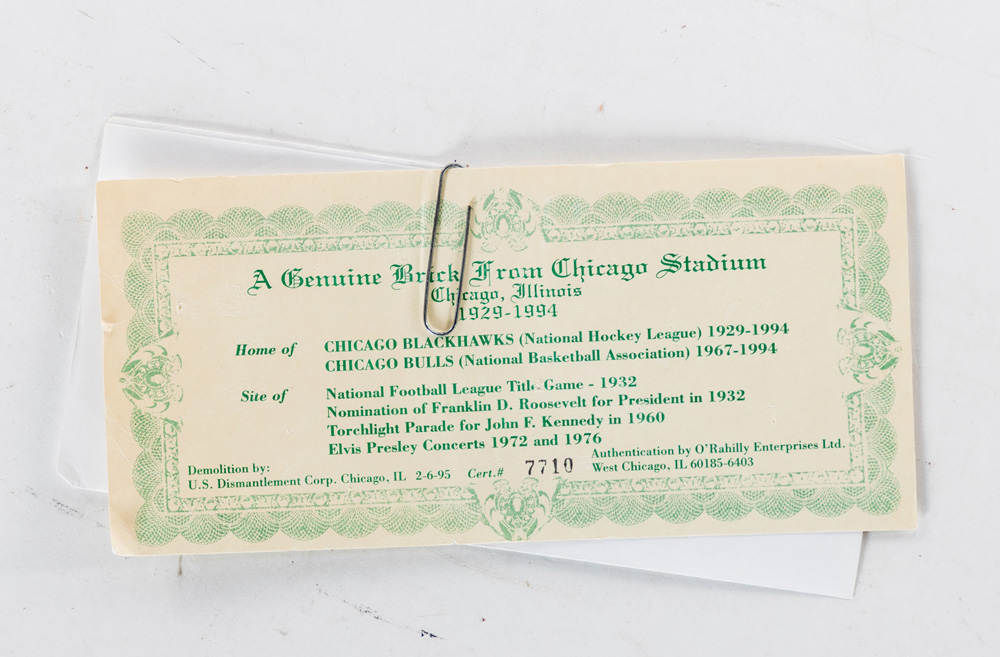 A Genuine Brick From Chicago Stadium
Chicago, Illinois
1929-1994
Home of CHICAGO BLACKHAWKS (National Hockey League) 1929-1994
CHICAGO BULLS (National Basketball Association) 1967-1994
Site of National Football League Title Game - 1932
Nomination of Franklin D. Roosevelt for President in 1932
Torchlight Parade for John F. Kennedy in 1960
Elvis Presley Concerts 1972 and 1976
Demolition by:
U.S. Dismantlement Corp. Chicago, IL 2-6-95 Cert.# 7710
Authentication by O'Rahilly Enterprises Ltd.
West Chicago, IL 60185-6403